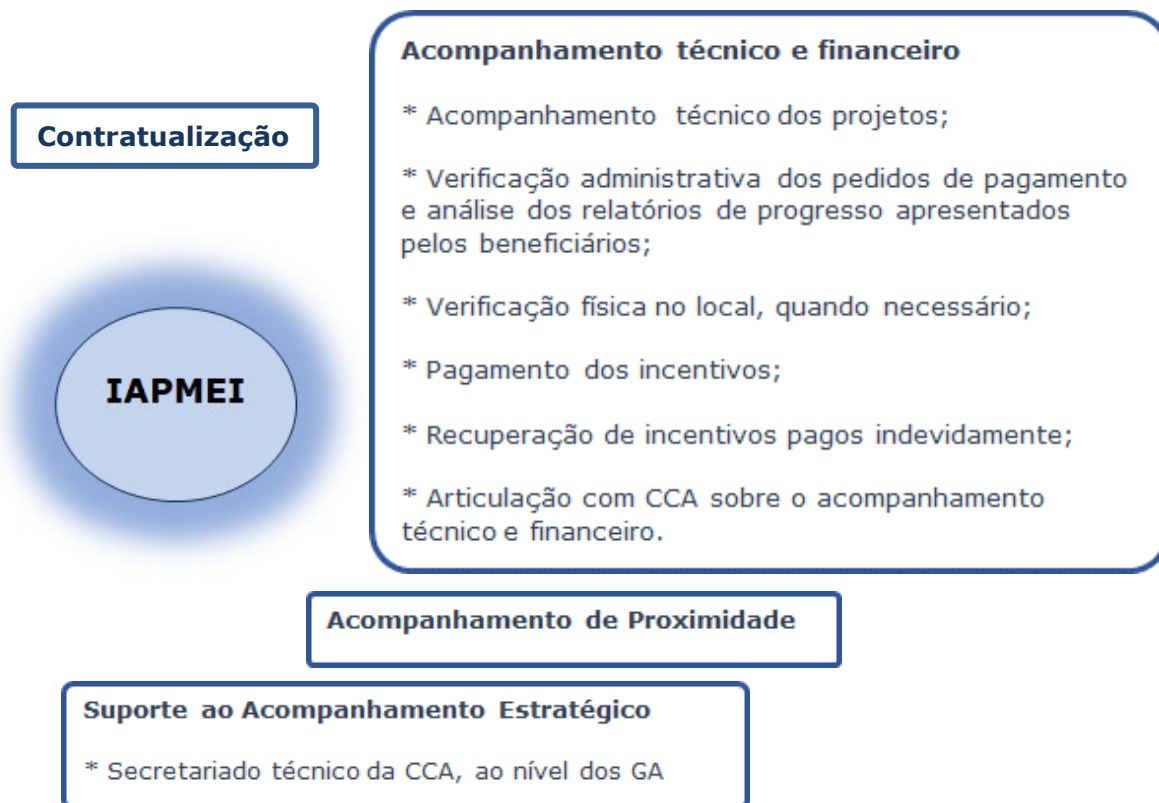 Contratualização
IAPMEI
Acompanhamento técnico e financeiro
* Acompanhamento técnico dos projetos;
* Verificação administrativa dos pedidos de pagamento
e análise dos relatórios de progresso apresentados
pelos beneficiários;
* Verificação física no local, quando necessário;
* Pagamento dos incentivos;
* Recuperação de incentivos pagos indevidamente;
* Articulação com CCA sobre o acompanhamento
técnico e financeiro.
Acompanhamento de Proximidade
Suporte ao Acompanhamento Estratégico
* Secretariado técnico da CCA, ao nível dos GA